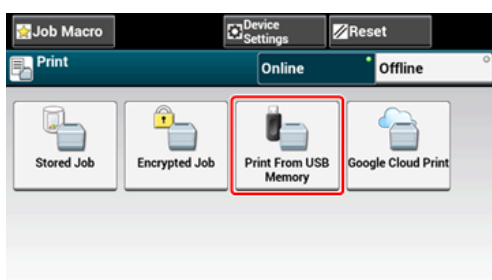 Job Macro
Device
Settings
Reset
Print
Online
Offline
Stored Job
Encrypted Job
Print From USB
Memory
Google Cloud Print